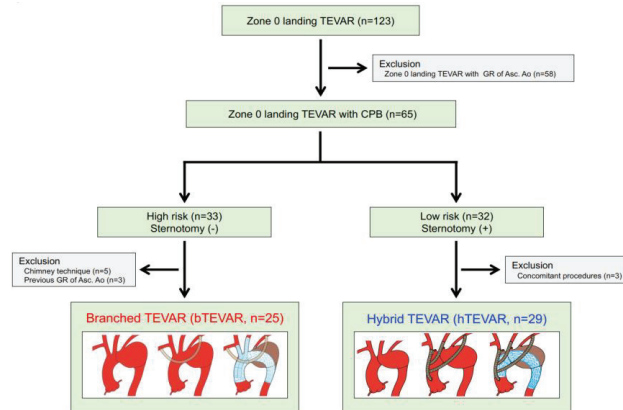 Zone 0 landing TEVAR (n=123)
Exclusion
Zone 0 landing TEVAR with GR of Asc. Ao (n=58)
Zone 0 landing TEVAR with CPB (n=65)
High risk (n=33)
Sternotomy (-)
Low risk (n=32)
Sternotomy (+)
Exclusion
Chimney technique (n=5)
Previous GR of Asc. Ao (n=3)
Exclusion
Concomitant procedures (n=3)
Branched TEVAR (bTEVAR, n=25)
Hybrid TEVAR (hTEVAR, n=29)